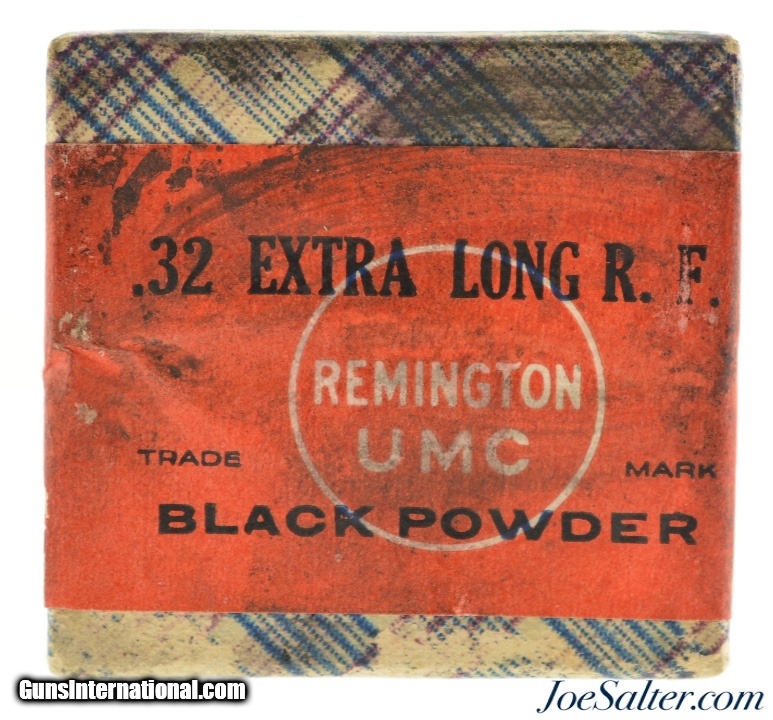 .32 EXTRA LONG R. F.
REMINGTON
UMC
TRADE MARK
BLACK POWDER
GunsInternational.com JoeSalter.com